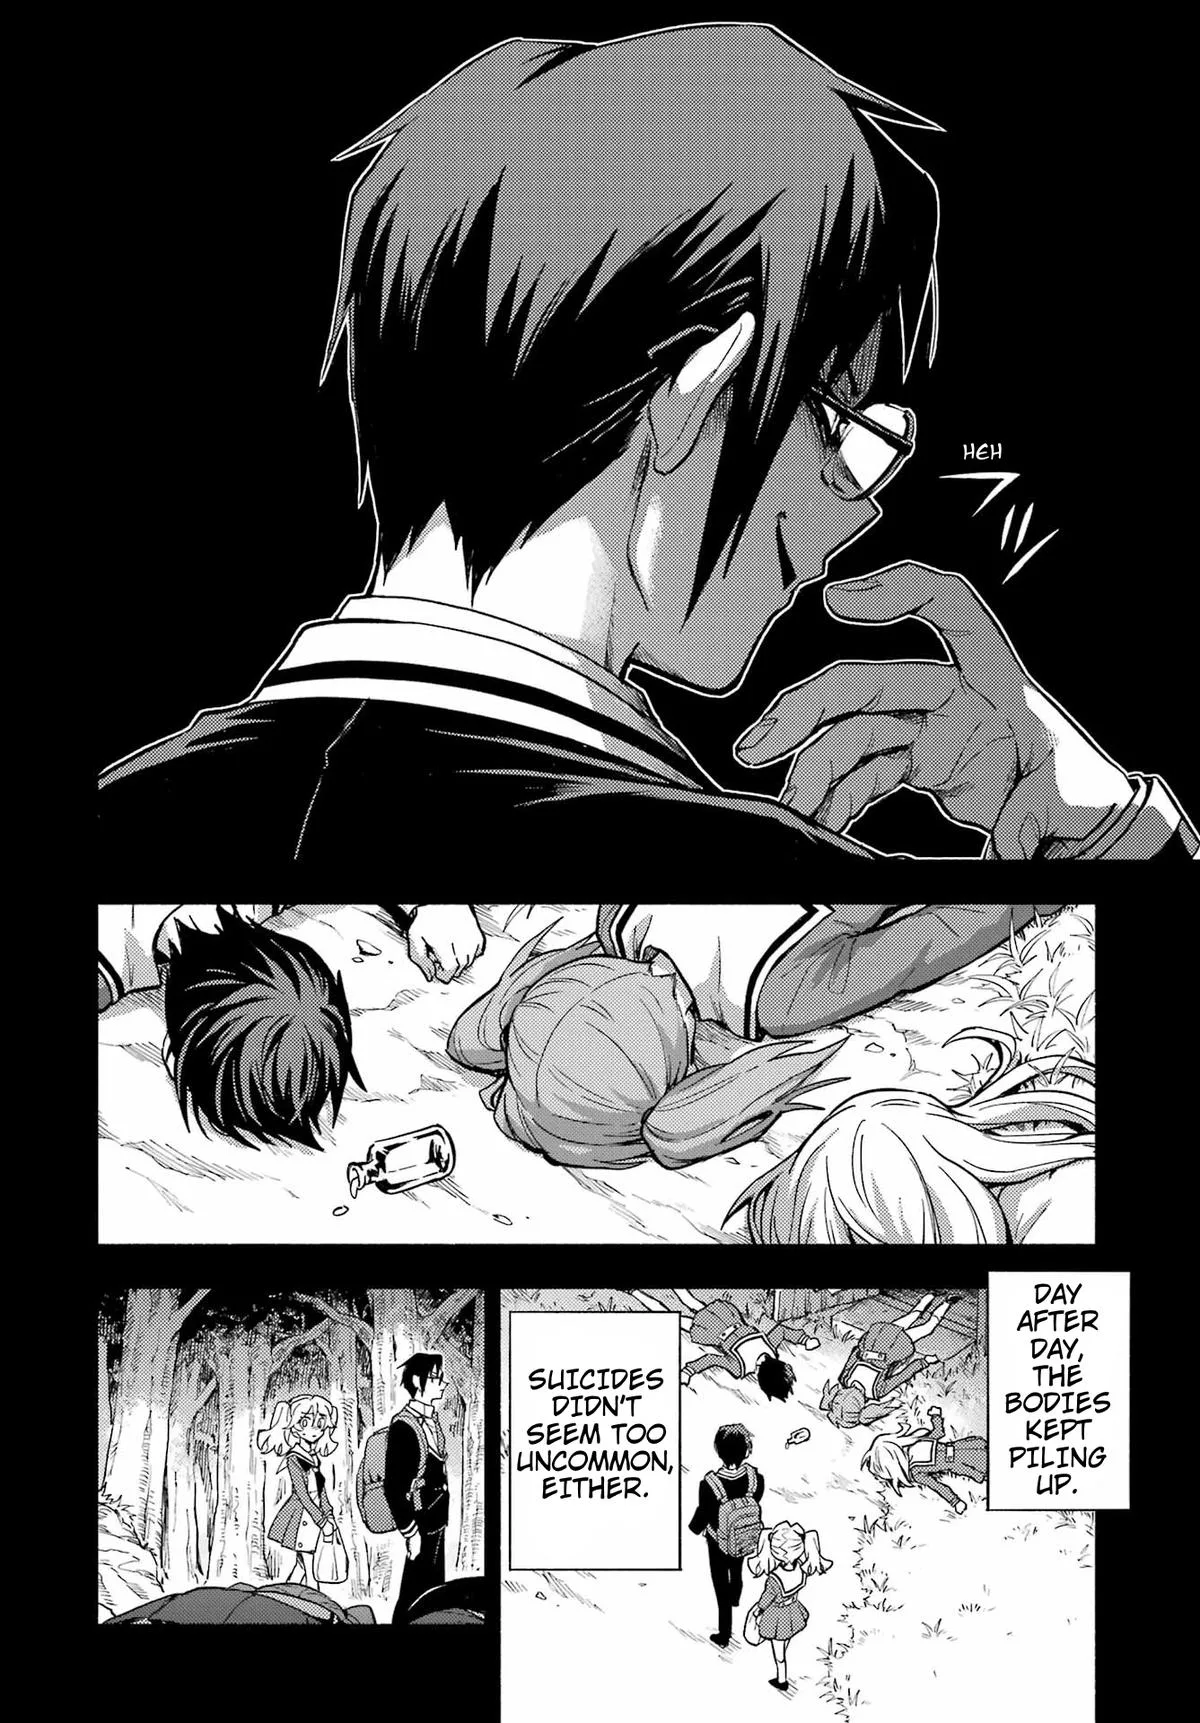 HEH
DAY
AFTER
DAY,
THE
BODIES
KEPT
PILING
UP.
SUICIDES
DIDN'T
SEEM TOO
UNCOMMON,
EITHER.